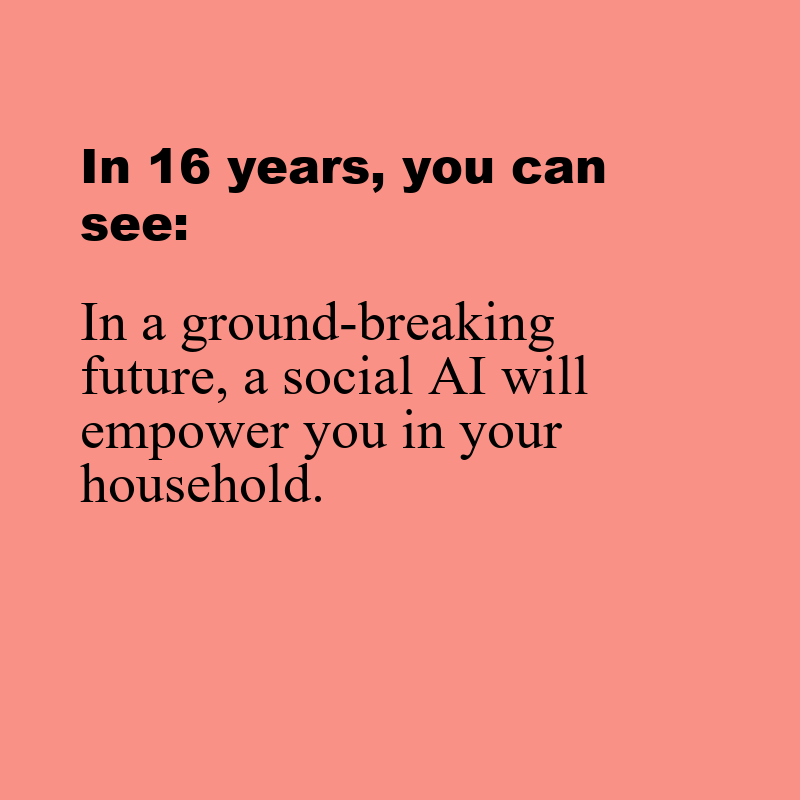 In 16 years, you can
see:
In a ground-breaking
future, a social AI will
empower you in your
household.